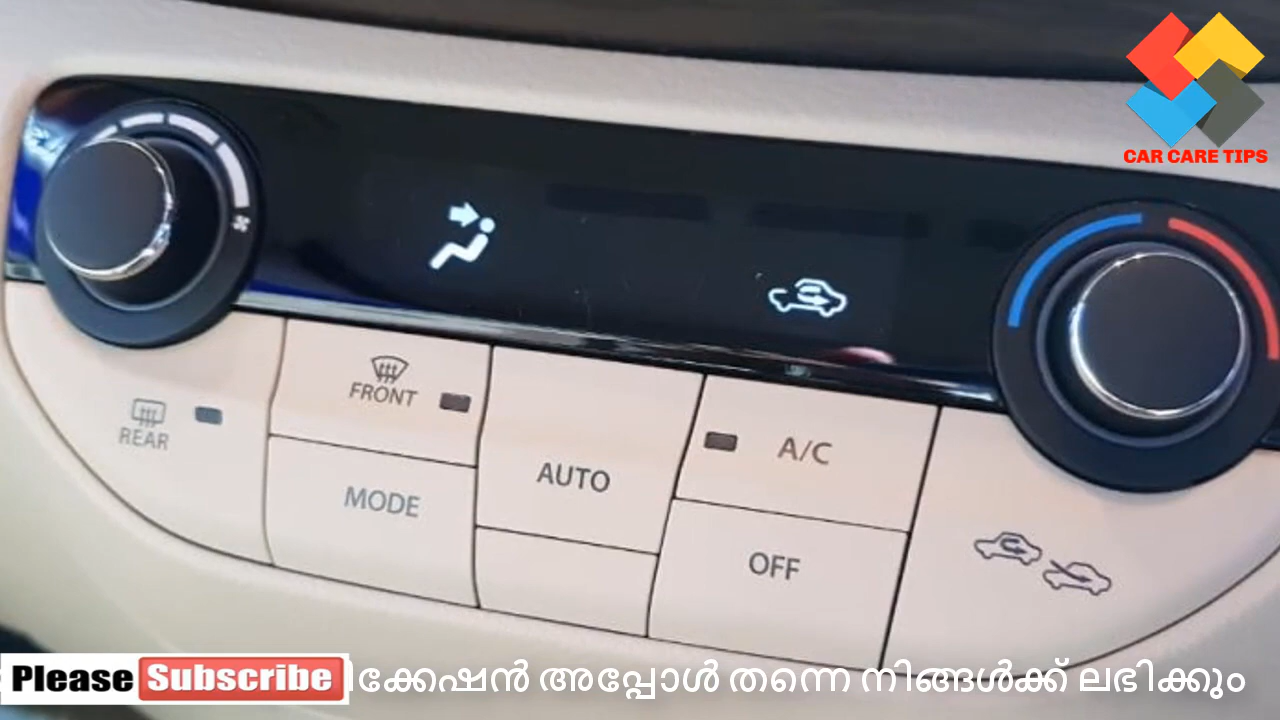 CAR CARE TIPS
FRONT
REAR
A/C
AUTO
MODE
OFF
Please Subscribe
ിക്കേഷൻ അപ്പോൾ തന്നെ നിങ്ങൾക്ക് ലഭിക്കും